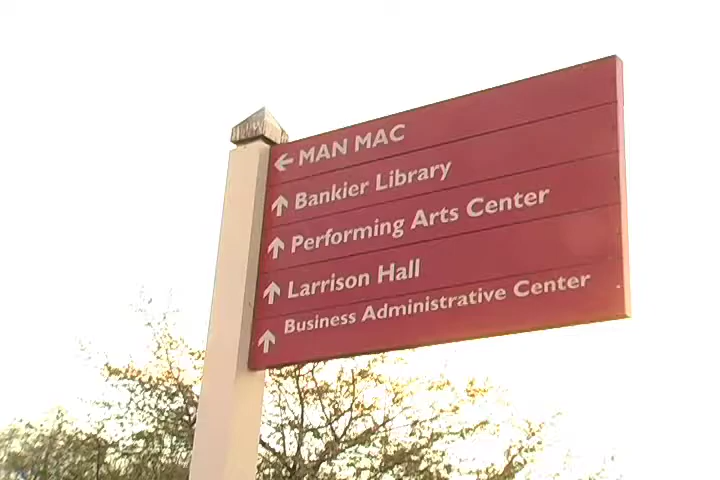 ← MAN MAC
↑ Bankier Library
↑ Performing Arts Center
↑ Larrison Hall
↑ Business Administrative Center